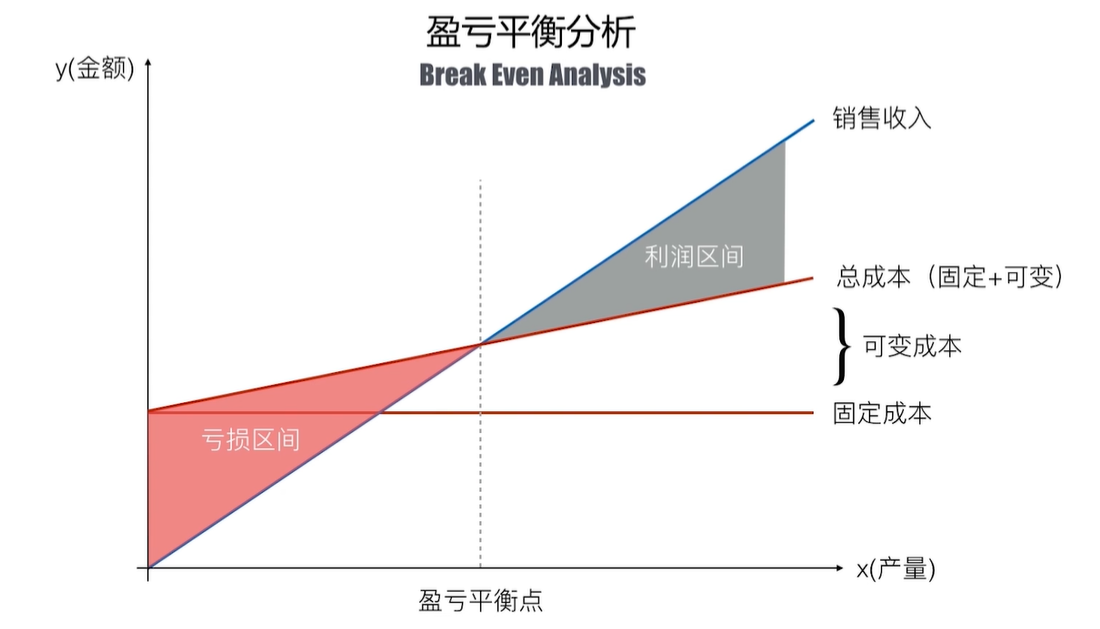 盈亏平衡分析
Break Even Analysis
y(金额)
销售收入
利润区间
总成本（固定+可变）
可变成本
固定成本
亏损区间
x(产量)
盈亏平衡点